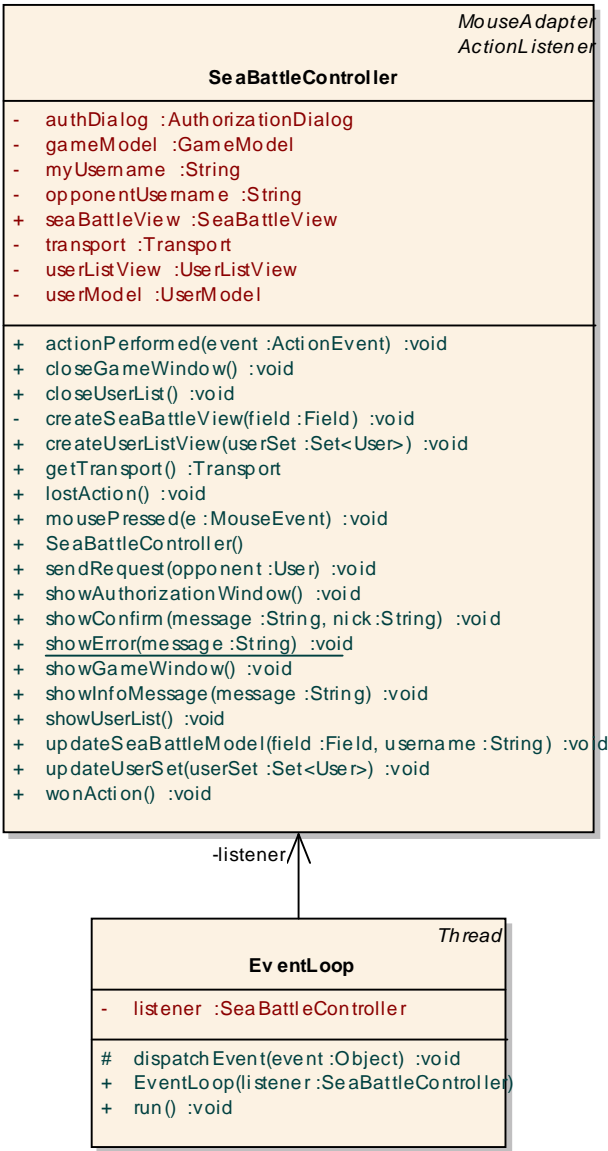 MouseAdapter
ActionListener
SeaBattleController
- authDialog :AuthorizationDialog
- gameModel :GameModel
- myUsername :String
- opponentUsername :String
+ seaBattleView :SeaBattleView
- transport :Transport
- userListView :UserListView
- userModel :UserModel
+ actionPerformed(event :ActionEvent) :void
+ closeGameWindow() :void
+ closeUserList() :void
- createSeaBattleView(field :Field) :void
+ createUserListView(userSet :Set<User>) :void
+ getTransport() :Transport
+ lostAction() :void
+ mousePressed(e :MouseEvent) :void
+ SeaBattleController()
+ sendRequest(opponent :User) :void
+ showAuthorizationWindow() :void
+ showConfirm(message :String, nick :String) :void
+ showError(message :String) :void
+ showGameWindow() :void
+ showInfoMessage(message :String) :void
+ showUserList() :void
+ updateSeaBattleModel(field :Field, username :String) :void
+ updateUserSet(userSet :Set<User>) :void
+ wonAction() :void
-listener
Thread
EventLoop
- listener :SeaBattleController
# dispatchEvent(event :Object) :void
+ EventLoop(listener :SeaBattleController)
+ run() :void